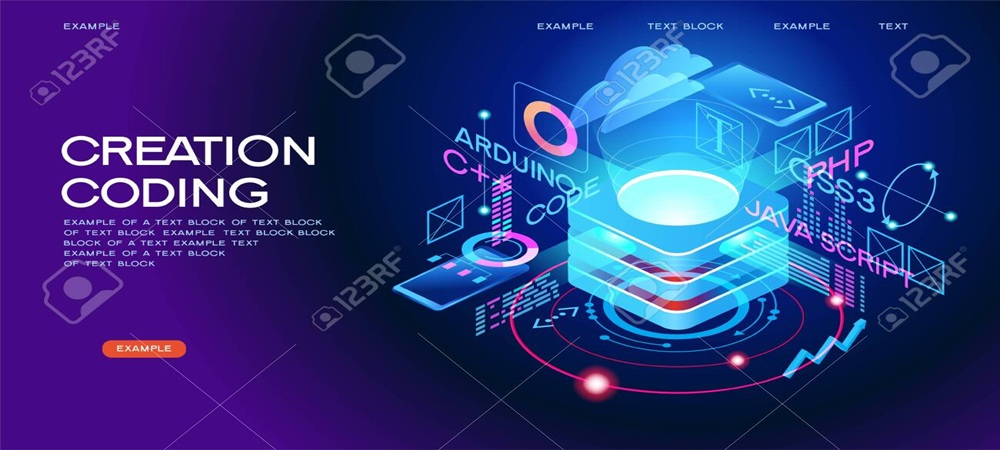 EXAMPLE
EXAMPLE
TEXT BLOCK
EXAMPLE
TEXT
CREATION
CODING
EXAMPLE OF A TEXT BLOCK OF TEXT BLOCK
OF TEXT BLOCK EXAMPLE TEXT BLOCK BLOCK
BLOCK OF A TEXT EXAMPLE TEXT
EXAMPLE OF A TEXT BLOCK
OF TEXT BLOCK
EXAMPLE
ARDUINO
C++
CODE
T
PHP
CSS3
JAVA SCRIPT
123RF
123RF
123RF
123RF
123RF
123RF
123RF
123RF